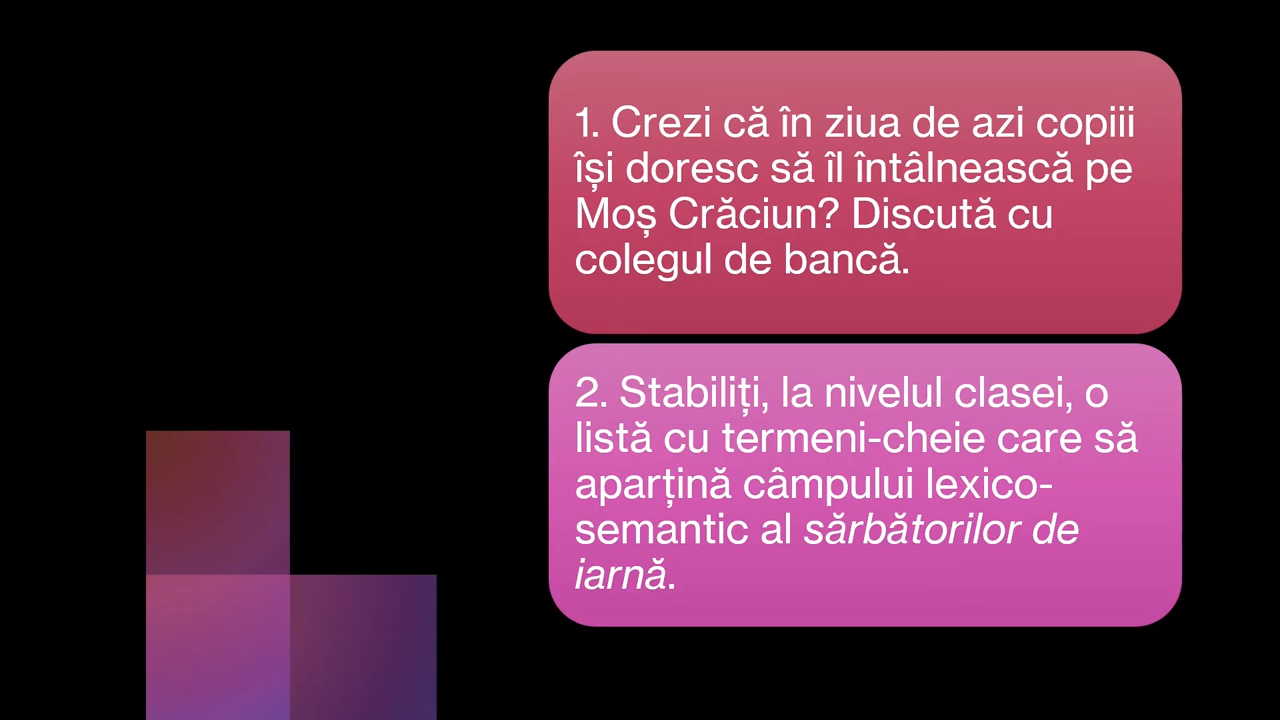 1. Crezi că în ziua de azi copiii
își doresc să îl întâlnească pe
Moș Crăciun? Discută cu
colegul de bancă.
2. Stabiliți, la nivelul clasei, o
listă cu termeni-cheie care să
aparțină câmpului lexico-
semantic al sărbătorilor de
iarnă.